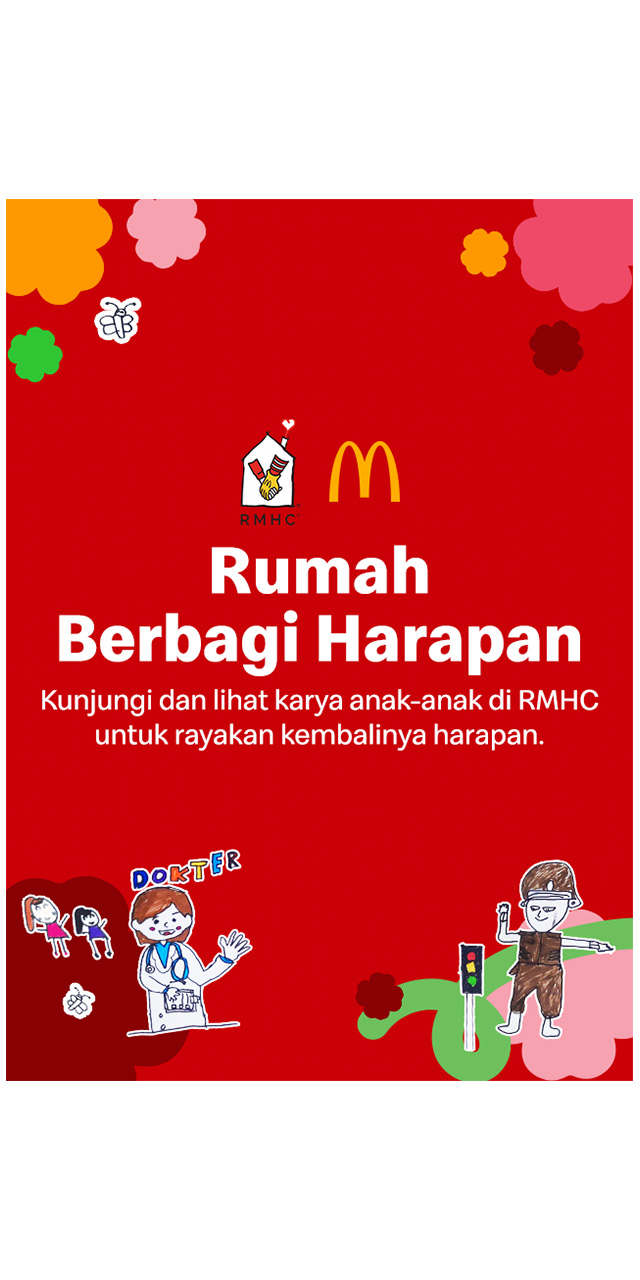 RMHC
Rumah
Berbagi Harapan
Kunjungi dan lihat karya anak-anak di RMHC
untuk rayakan kembalinya harapan.
DOKTER